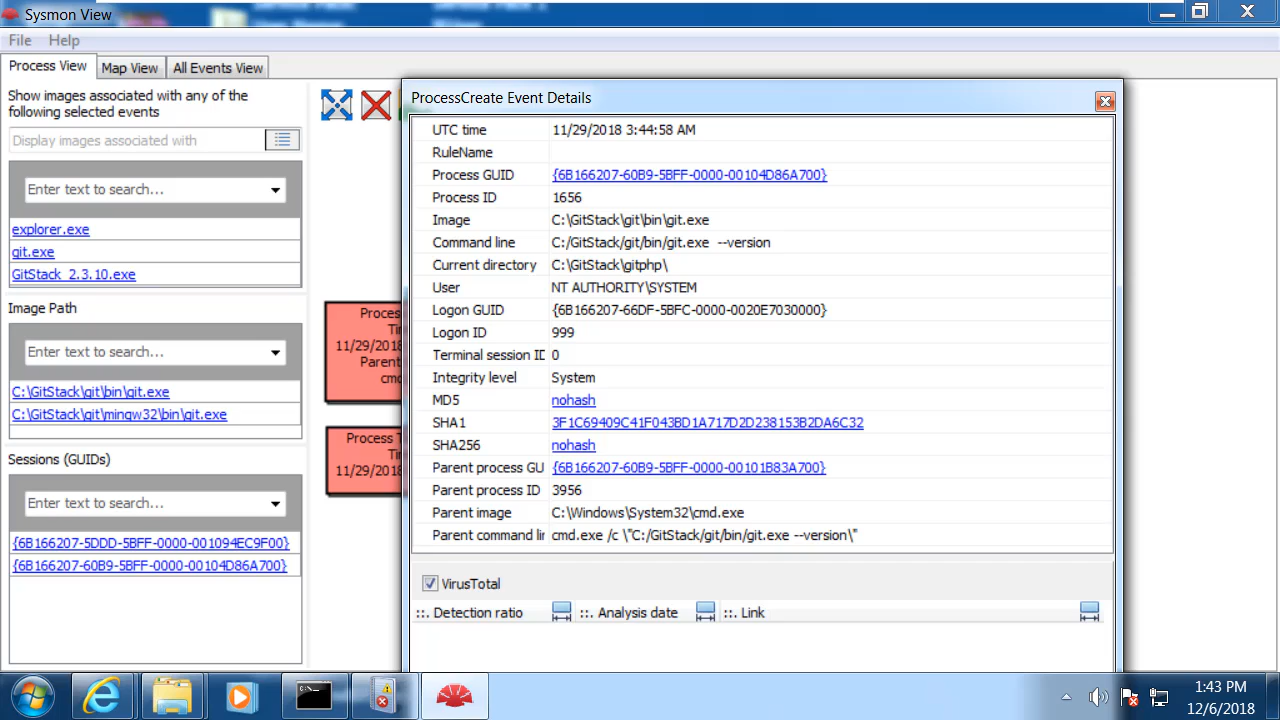 Sysmon View
File Help
Process View Map View All Events View
Show images associated with any of the
following selected events
Display images associated with
Enter text to search...
explorer.exe
git.exe
GitStack_2.3.10.exe
Image Path
Enter text to search...
C:\GitStack\git\bin\git.exe
C:\GitStack\git\mingw32\bin\git.exe
Sessions (GUIDs)
Enter text to search...
{6B166207-5DDD-5BFF-0000-001094EC9F00}
{6B166207-60B9-5BFF-0000-00104D86A700}
Proces
Tim
11/29/2018
Parent
cmd
Process T
Tim
11/29/2018
ProcessCreate Event Details
UTC time 11/29/2018 3:44:58 AM
RuleName
Process GUID {6B166207-60B9-5BFF-0000-00104D86A700}
Process ID 1656
Image C:\GitStack\git\bin\git.exe
Command line C:/GitStack/git/bin/git.exe --version
Current directory C:\GitStack\gitphp\
User NT AUTHORITY\SYSTEM
Logon GUID {6B166207-66DF-5BFC-0000-0020E7030000}
Logon ID 999
Terminal session ID 0
Integrity level System
MD5 nohash
SHA1 3F1C69409C41F043BD1A717D2D238153B2DA6C32
SHA256 nohash
Parent process GU {6B166207-60B9-5BFF-0000-00101B83A700}
Parent process ID 3956
Parent image C:\Windows\System32\cmd.exe
Parent command lin cmd.exe /c \"C:/GitStack/git/bin/git.exe --version\"
VirusTotal
::. Detection ratio ::. Analysis date ::. Link
1:43 PM
12/6/2018